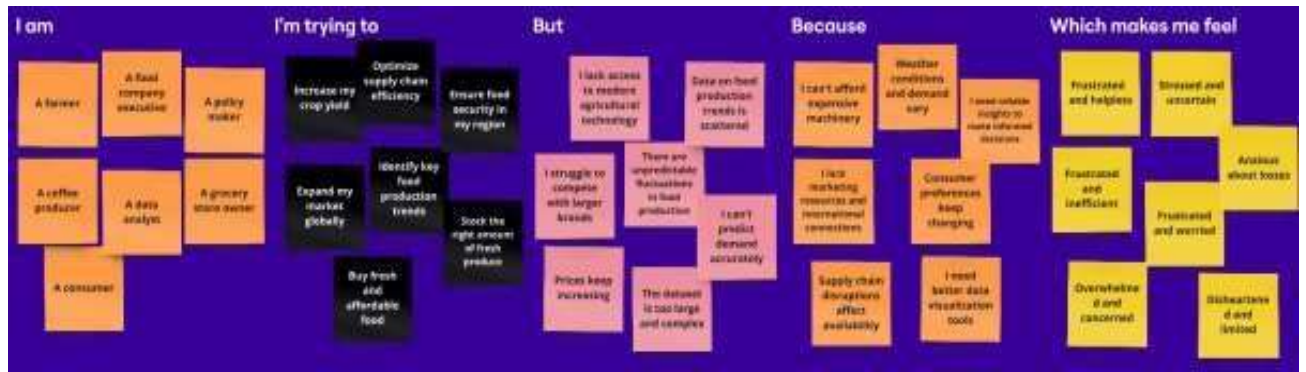 I am
I'm trying to
But
Because
Which makes me feel
A farmer
A food
company
executive
A policy
maker
A coffee
producer
A data
analyst
A grocery
store owner
A consumer
Increase my
crop yield
Optimize
supply chain
efficiency
Ensure food
security in
my region
Expand my
market
globally
Identify key
food
production
trends
Stock the
right amount
of fresh
produce
Buy fresh
and
affordable
food
I lack access
to modern
agricultural
technology
Data on food
production
trends is
scattered
I struggle to
compete
with larger
brands
There are
unpredictable
fluctuations
in food
production
I can't
predict
demand
accurately
Prices keep
increasing
The dataset
is too large
and complex
I can't afford
expensive
machinery
Weather
conditions
and demand
vary
I need reliable
insights to
make informed
decisions
I lack
marketing
resources and
international
connections
Consumer
preferences
keep
changing
Supply chain
disruptions
affect
availability
I need
better data
visualization
tools
Frustrated
and helpless
Stressed and
uncertain
Anxious
about losses
Frustrated
and
inefficient
Frustrated
and worried
Overwhelme
d and
concerned
Disheartene
d and
limited